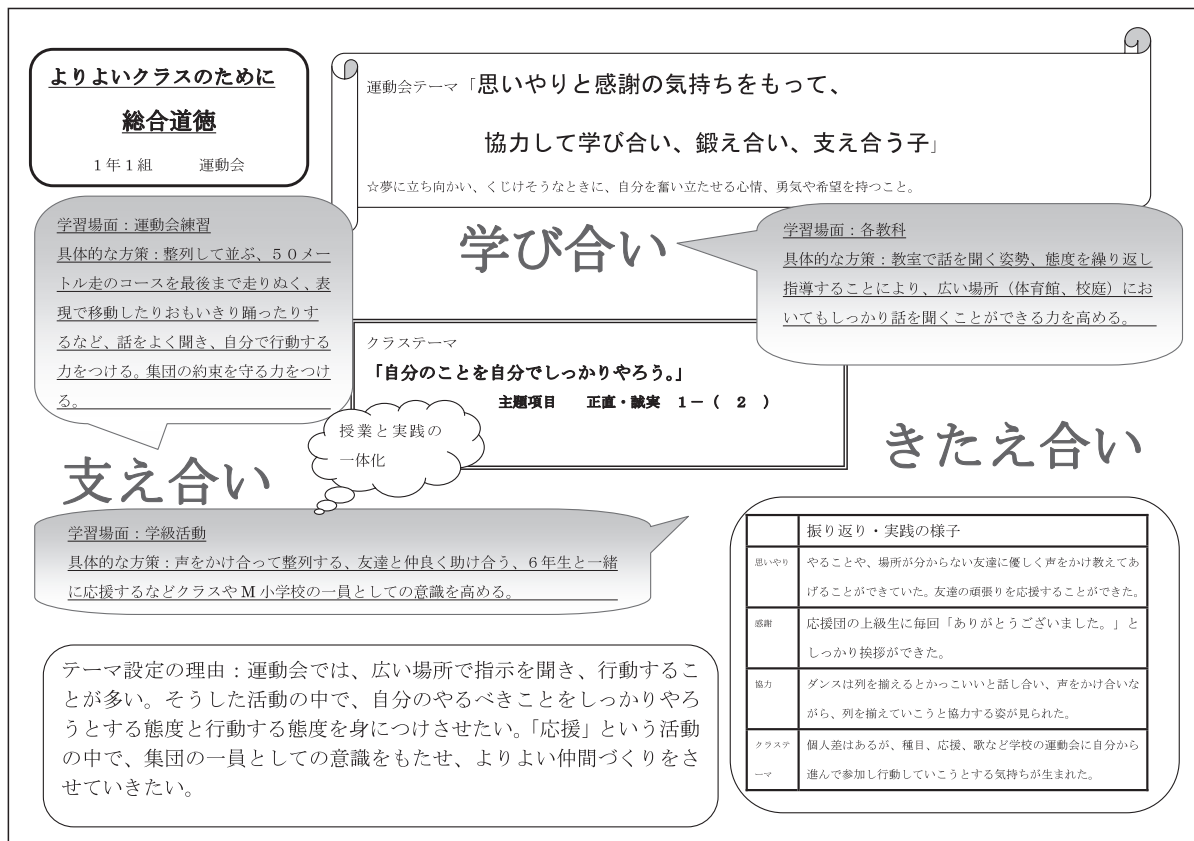 よりよいクラスのために
総合道徳
1年1組 運動会
運動会テーマ「思いやりと感謝の気持ちをもって、
協力して学び合い、鍛え合い、支え合う子」
☆夢に立ち向かい、くじけそうなときに、自分を奮い立たせる心情、勇気や希望を持つこと。
学習場面：運動会練習
具体的な方策：整列して並ぶ、５０メー
トル走のコースを最後まで走りぬく、表
現で移動したりおもいきり踊ったりす
るなど、話をよく聞き、自分で行動する
力をつける。集団の約束を守る力をつけ
る。
学び合い
学習場面：各教科
具体的な方策：教室で話を聞く姿勢、態度を繰り返し
指導することにより、広い場所（体育館、校庭）にお
いてもしっかり話を聞くことができる力を高める。
クラステーマ
「自分のことを自分でしっかりやろう。」
主題項目 正直・誠実 １－（ ２ ）
授業と実践の
一体化
支え合い
きたえ合い
学習場面：学級活動
具体的な方策：声をかけ合って整列する、友達と仲良く助け合う、６年生と一緒
に応援するなどクラスやM小学校の一員としての意識を高める。
振り返り・実践の様子
思いやり やることや、場所が分からない友達に優しく声をかけ教えてあ
げることができていた。友達の頑張りを応援することができた。
感謝 応援団の上級生に毎回「ありがとうございました。」と
しっかり挨拶ができた。
協力 ダンスは列を揃えるとかっこいいと話し合い、声をかけ合いな
がら、列を揃えていこうと協力する姿が見られた。
クラステ 個人差はあるが、種目、応援、歌など学校の運動会に自分から
ーマ 進んで参加し行動していこうとする気持ちが生まれた。
テーマ設定の理由：運動会では、広い場所で指示を聞き、行動するこ
とが多い。そうした活動の中で、自分のやるべきことをしっかりやろ
うとする態度と行動する態度を身につけさせたい。「応援」という活動
の中で、集団の一員としての意識をもたせ、よりよい仲間づくりをさ
せていきたい。